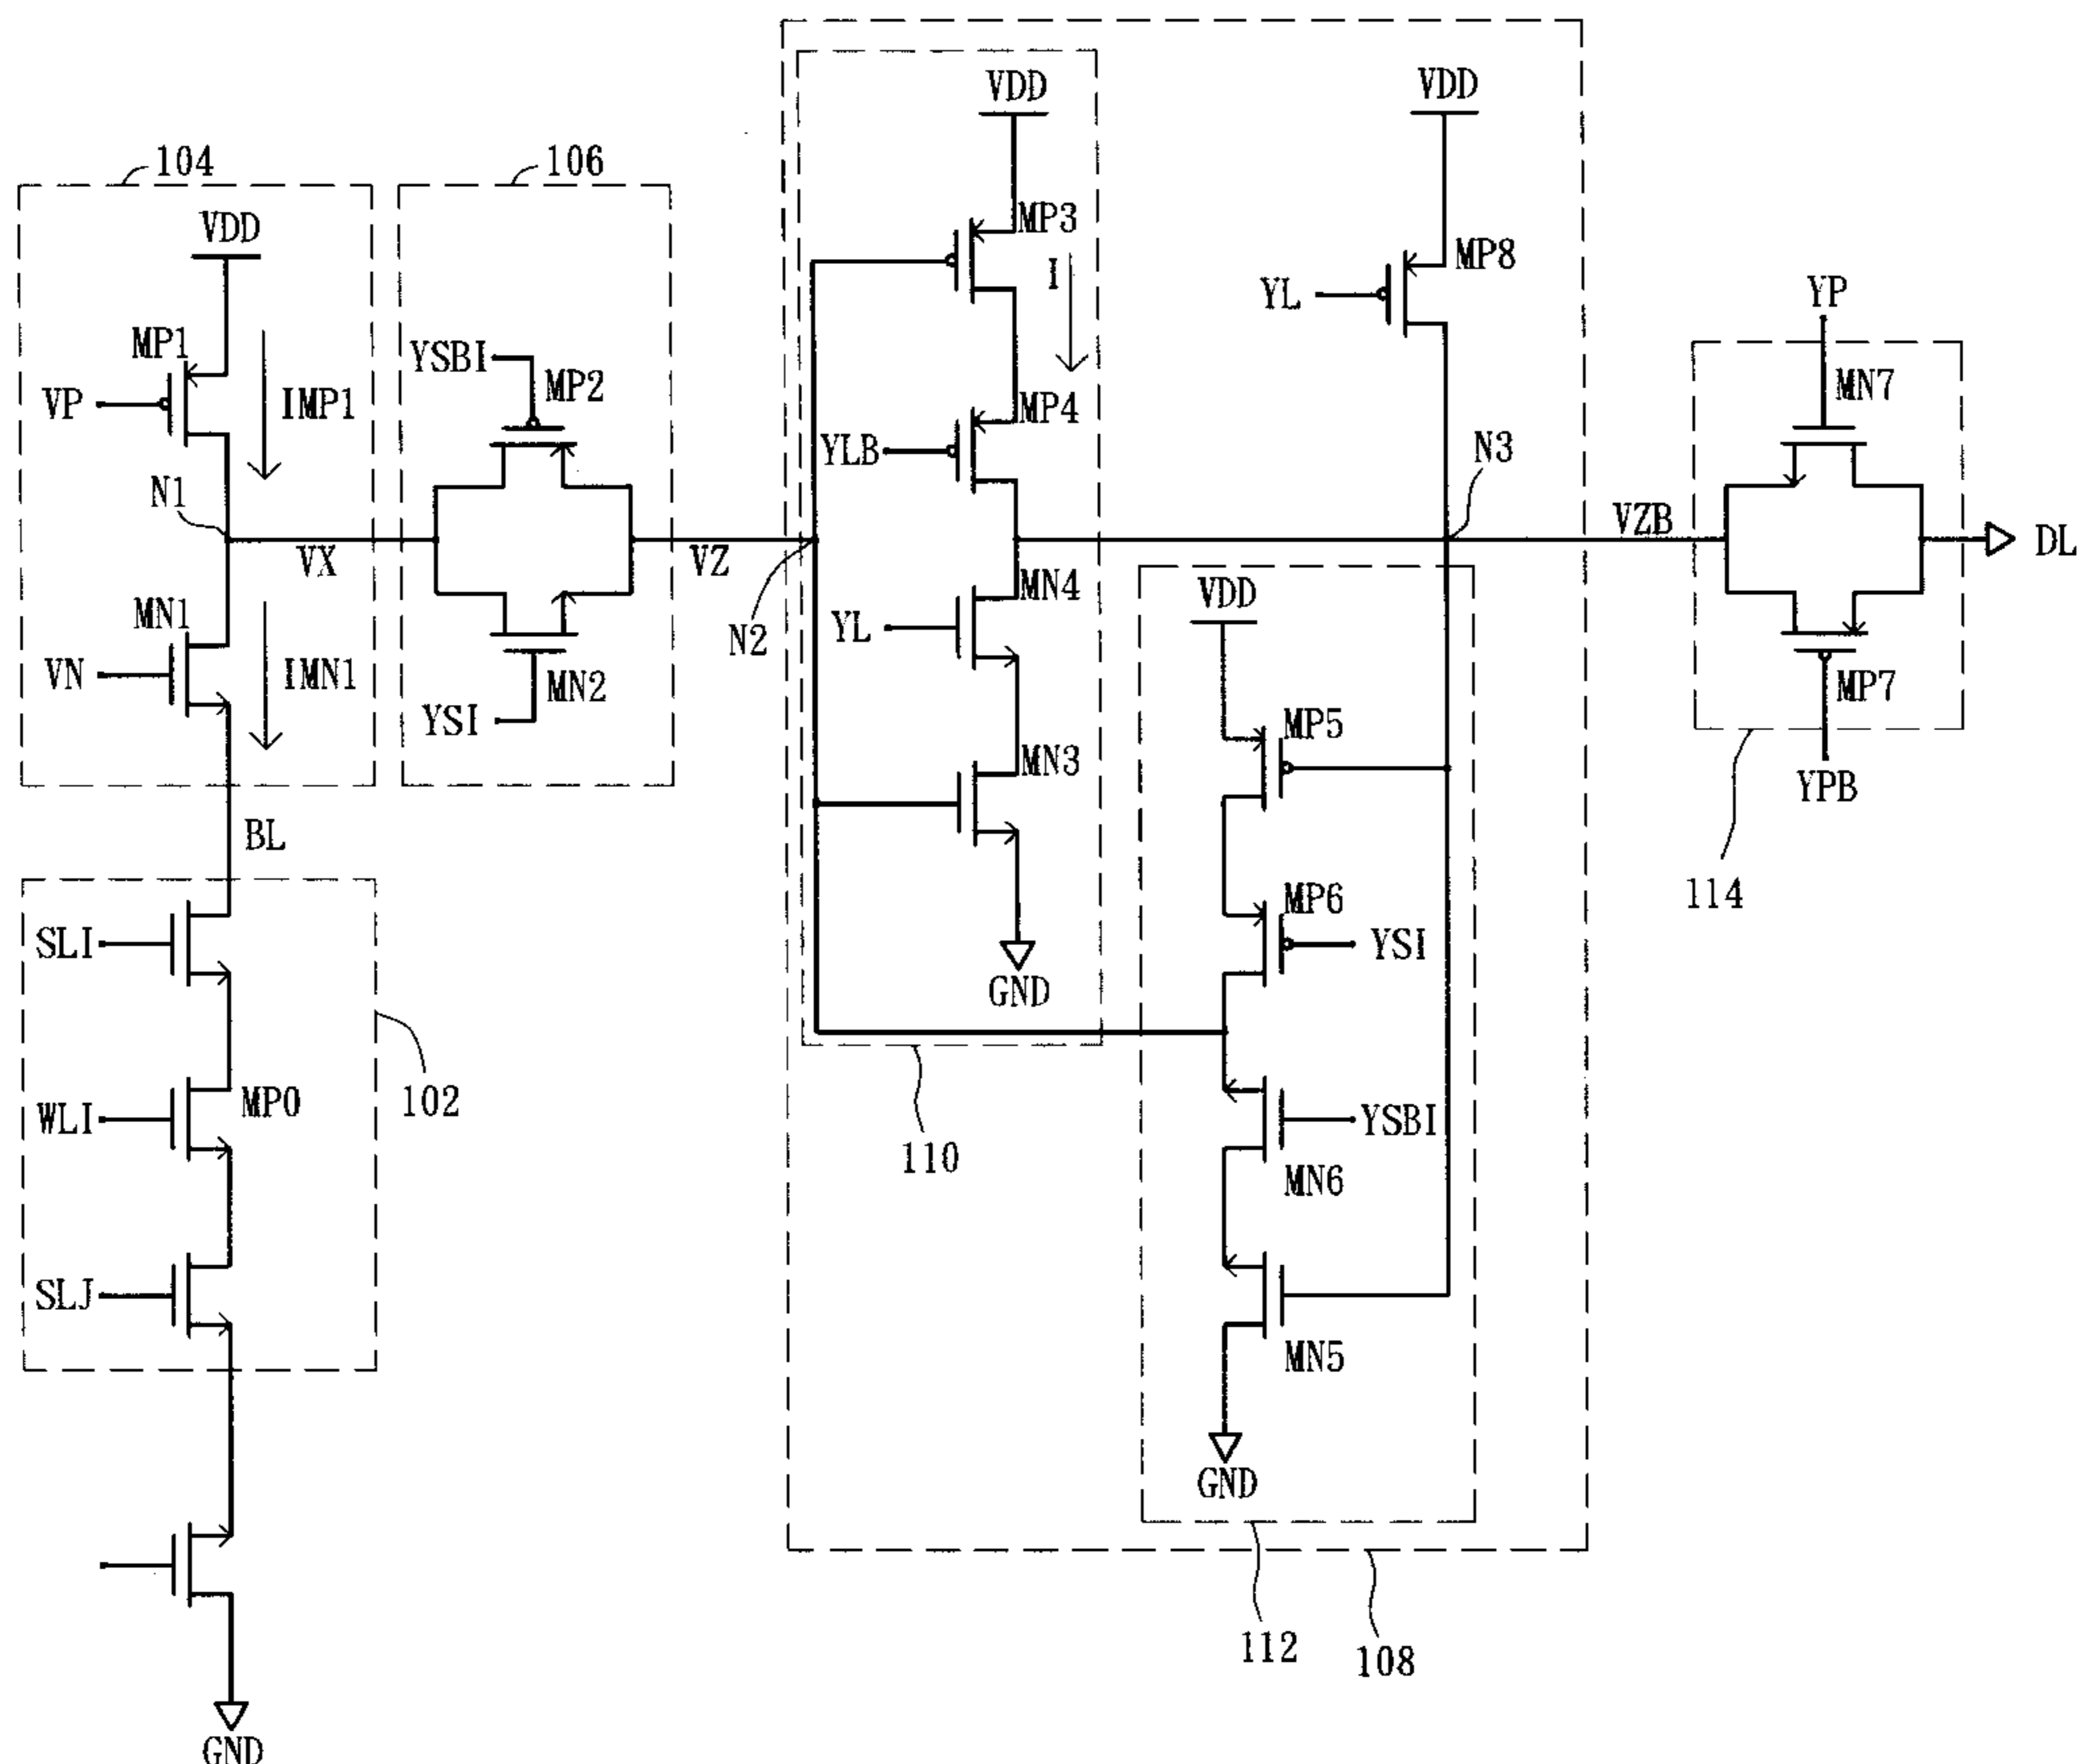 104
VDD
MP1
VP
IMP1
N1
VX
MN1
VN
IMN1
BL
106
YSBI
MP2
MN2
YSI
VZ
N2
VDD
MP3
I
MP4
YLB
MN4
YL
MN3
GND
110
VDD
YL
MP8
N3
VZB
VDD
MP5
MP6
YSI
YSBI
MN6
MN5
GND
112
108
YP
MN7
DL
MP7
YPB
114
SLI
WLI
MP0
102
SLJ
GND